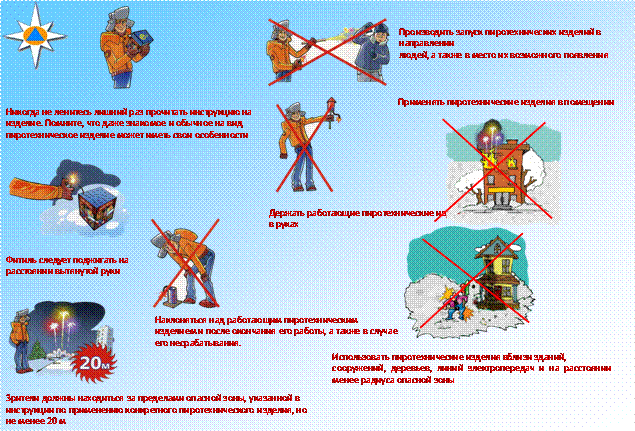 Производить запуск пиротехнических изделий в
направлении
людей, а также в место их возможного появления
Никогда не ленитесь лишний раз прочитать инструкцию на
изделие. Помните, что даже знакомое и обычное на вид
пиротехническое изделие может иметь свои особенности
Применять пиротехнические изделия в помещении
Держать работающие пиротехнические из
в руках
Фитиль следует поджигать на
расстоянии вытянутой руки
Наклоняться над работающим пиротехническим
изделием и после окончания его работы, а также в случае
его несрабатывания.
20м
Использовать пиротехнические изделия вблизи зданий,
сооружений, деревьев, линий электропередач и на расстоянии
менее радиуса опасной зоны
Зрители должны находиться за пределами опасной зоны, указанной в
инструкции по применению конкретного пиротехнического изделия, но
не менее 20 м